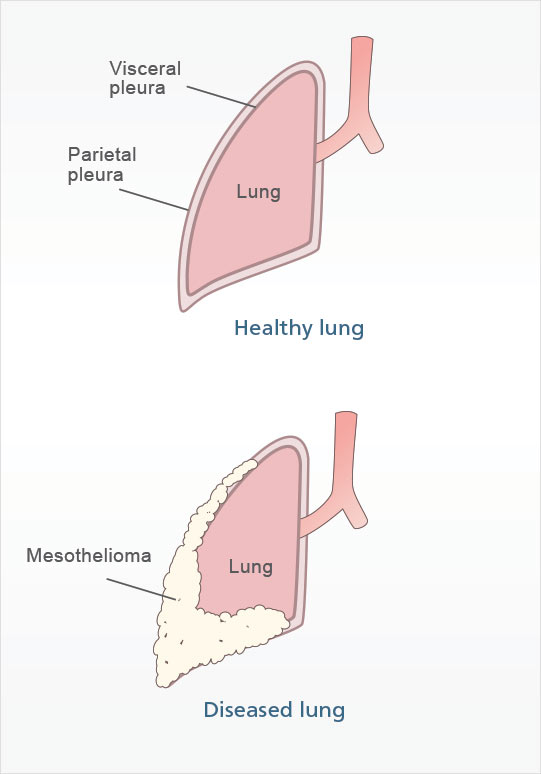 Visceral
pleura
Parietal
pleura
Lung
Healthy lung
Mesothelioma
Lung
Diseased lung